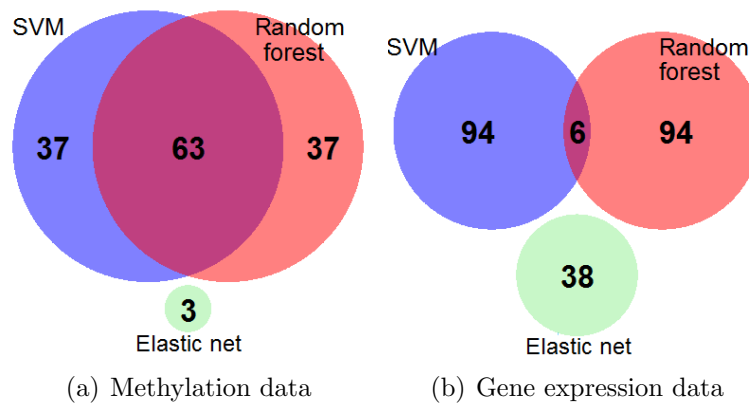 SVM
Random
forest
37
63
37
3
Elastic net
(a) Methylation data
SVM
Random
forest
94
6
94
38
Elastic net
(b) Gene expression data